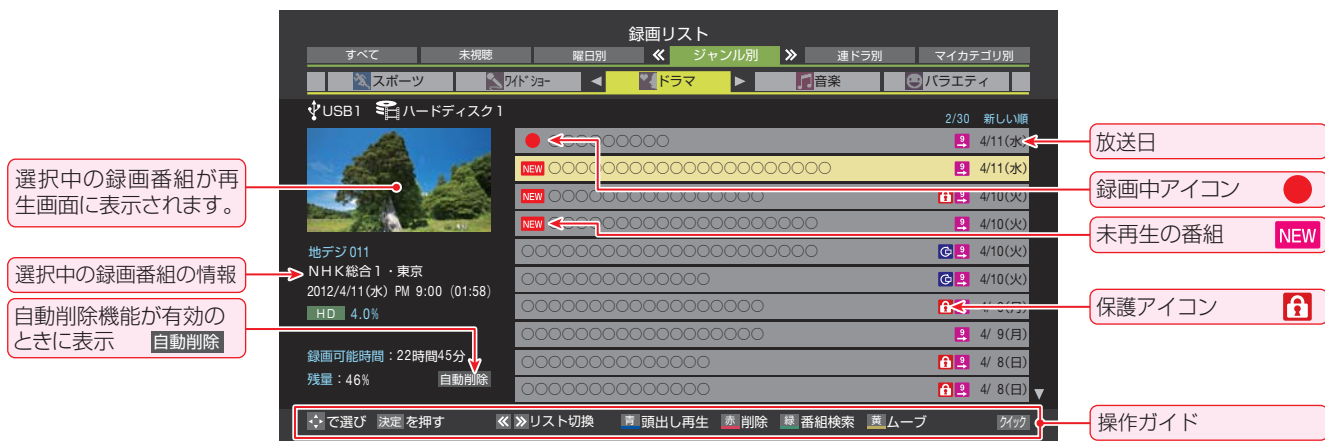 録画リスト
すべて 未視聴 曜日別 ≪ ジャンル別 ≫ 連ドラ別 マイカテゴリ別
スポーツ ワイドショー ◀ ドラマ ▶ 音楽 バラエティ
USB1 ハードディスク1
2/30 新しい順
○○○○○○○○○ 9 4/11(水)
NEW ○○○○○○○○○○○○○○○○○○○○○ 9 4/11(水)
NEW ○○○○○○○○○○○○○○○○ 9 4/10(火)
NEW ○○○○○○○○○○○○○○○○○○○○ 9 4/10(火)
○○○○○○○○○○○○○○○○○○○○○○ 9 4/10(火)
○○○○○○○○○○○○○○ 9 4/10(火)
○○○○○○○○○○○○○○○○○○ 9(月)
○○○○○○○○○○○○○○○○○○ 9 4/ 9(月)
○○○○○○○○○○○○○○ 9 4/ 8(日)
○○○○○○○○○○○○○○ 9 4/ 8(日) ▼
地デジ011
NHK総合1・東京
2012/4/11(水) PM 9:00 (01:58)
HD 4.0%
録画可能時間：22時間45分
残量：46% 自動削除
で選び 決定 を押す ≪ ≫ リスト切換 青 頭出し再生 赤 削除 緑 番組検索 黄 ムーブ クイック
選択中の録画番組が再
生画面に表示されます。
選択中の録画番組の情報
自動削除機能が有効の
ときに表示 自動削除
放送日
録画中アイコン
未再生の番組 NEW
保護アイコン
操作ガイド